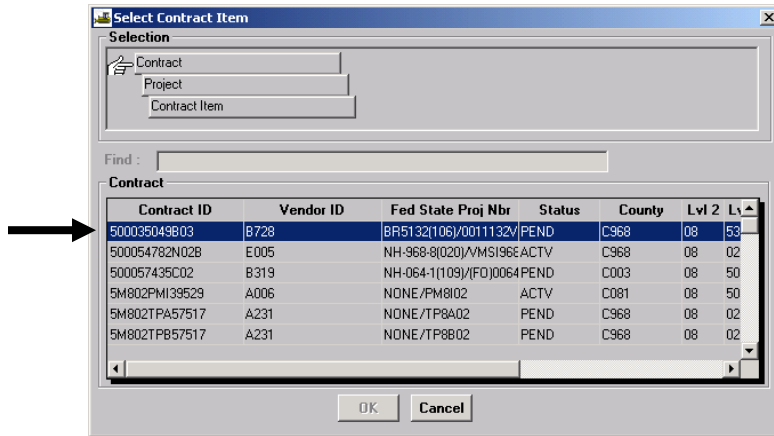 Select Contract Item
Selection
Contract
Project
Contract Item
Find :
Contract
Contract ID Vendor ID Fed State Proj Nbr Status County Lvl 2 Lv
500035049B03 B728 BR5132(106)/0011132V PEND C968 08 53
500054782N02B E005 NH-968-8(020)/VMSI968 ACTV C968 08 02
500057435C02 B319 NH-064-1(109)/(FO)0064 PEND C003 08 50
5M802PMI39529 A006 NONE/PM8I02 ACTV C081 08 50
5M802TPA57517 A231 NONE/TP8A02 PEND C968 08 02
5M802TPB57517 A231 NONE/TP8B02 PEND C968 08 02
OK Cancel